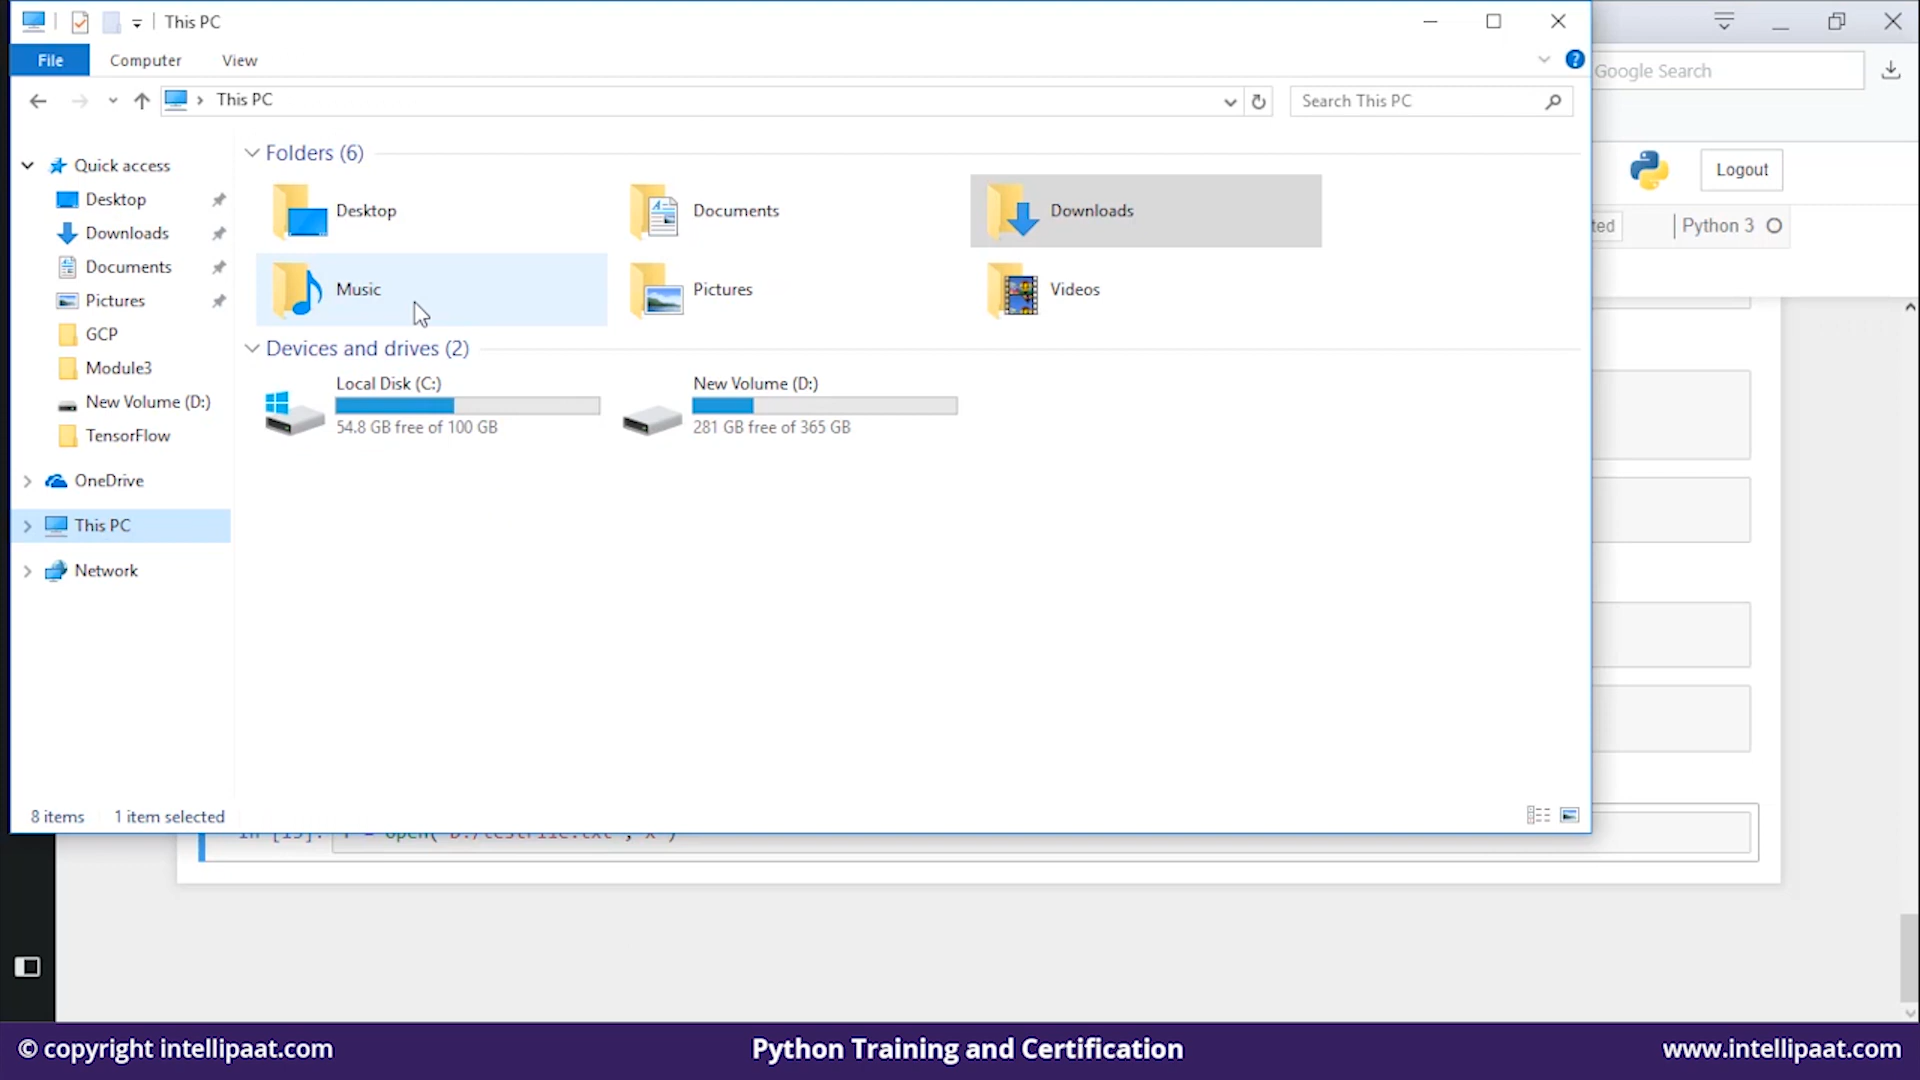 This PC
File Computer View
This PC
Search This PC
Google Search
Logout
ted
Python 3
Quick access
Desktop
Downloads
Documents
Pictures
GCP
Module3
New Volume (D:)
TensorFlow
OneDrive
This PC
Network
Folders (6)
Desktop Documents Downloads
Music Pictures Videos
Devices and drives (2)
Local Disk (C:) New Volume (D:)
54.8 GB free of 100 GB 281 GB free of 365 GB
8 items 1 item selected
© copyright intellipaat.com Python Training and Certification www.intellipaat.com